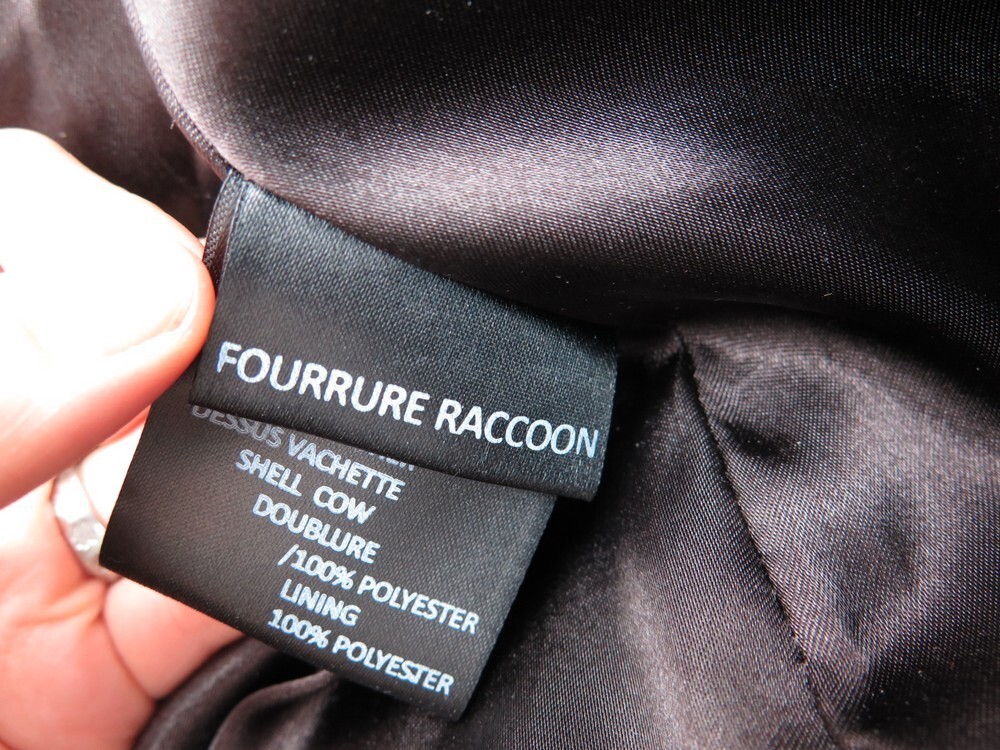 FOURRURE RACCOON
DESSUS VACHETTE
SHELL COW
DOUBLURE
/100% POLYESTER
LINING
100% POLYESTER